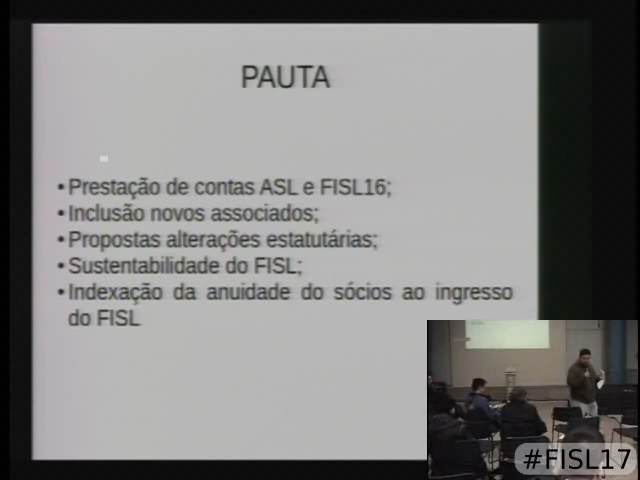 PAUTA
•Prestação de contas ASL e FISL16;
•Inclusão novos associados;
•Propostas alterações estatutárias;
•Sustentabilidade do FISL;
•Indexação da anuidade do sócios ao ingresso
do FISL
#FISL17